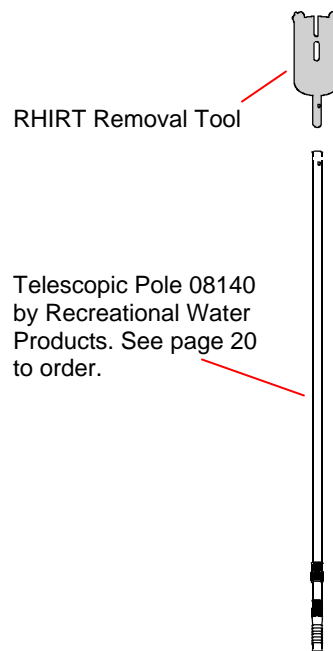 RHIRT Removal Tool
Telescopic Pole 08140
by Recreational Water
Products. See page 20
to order.